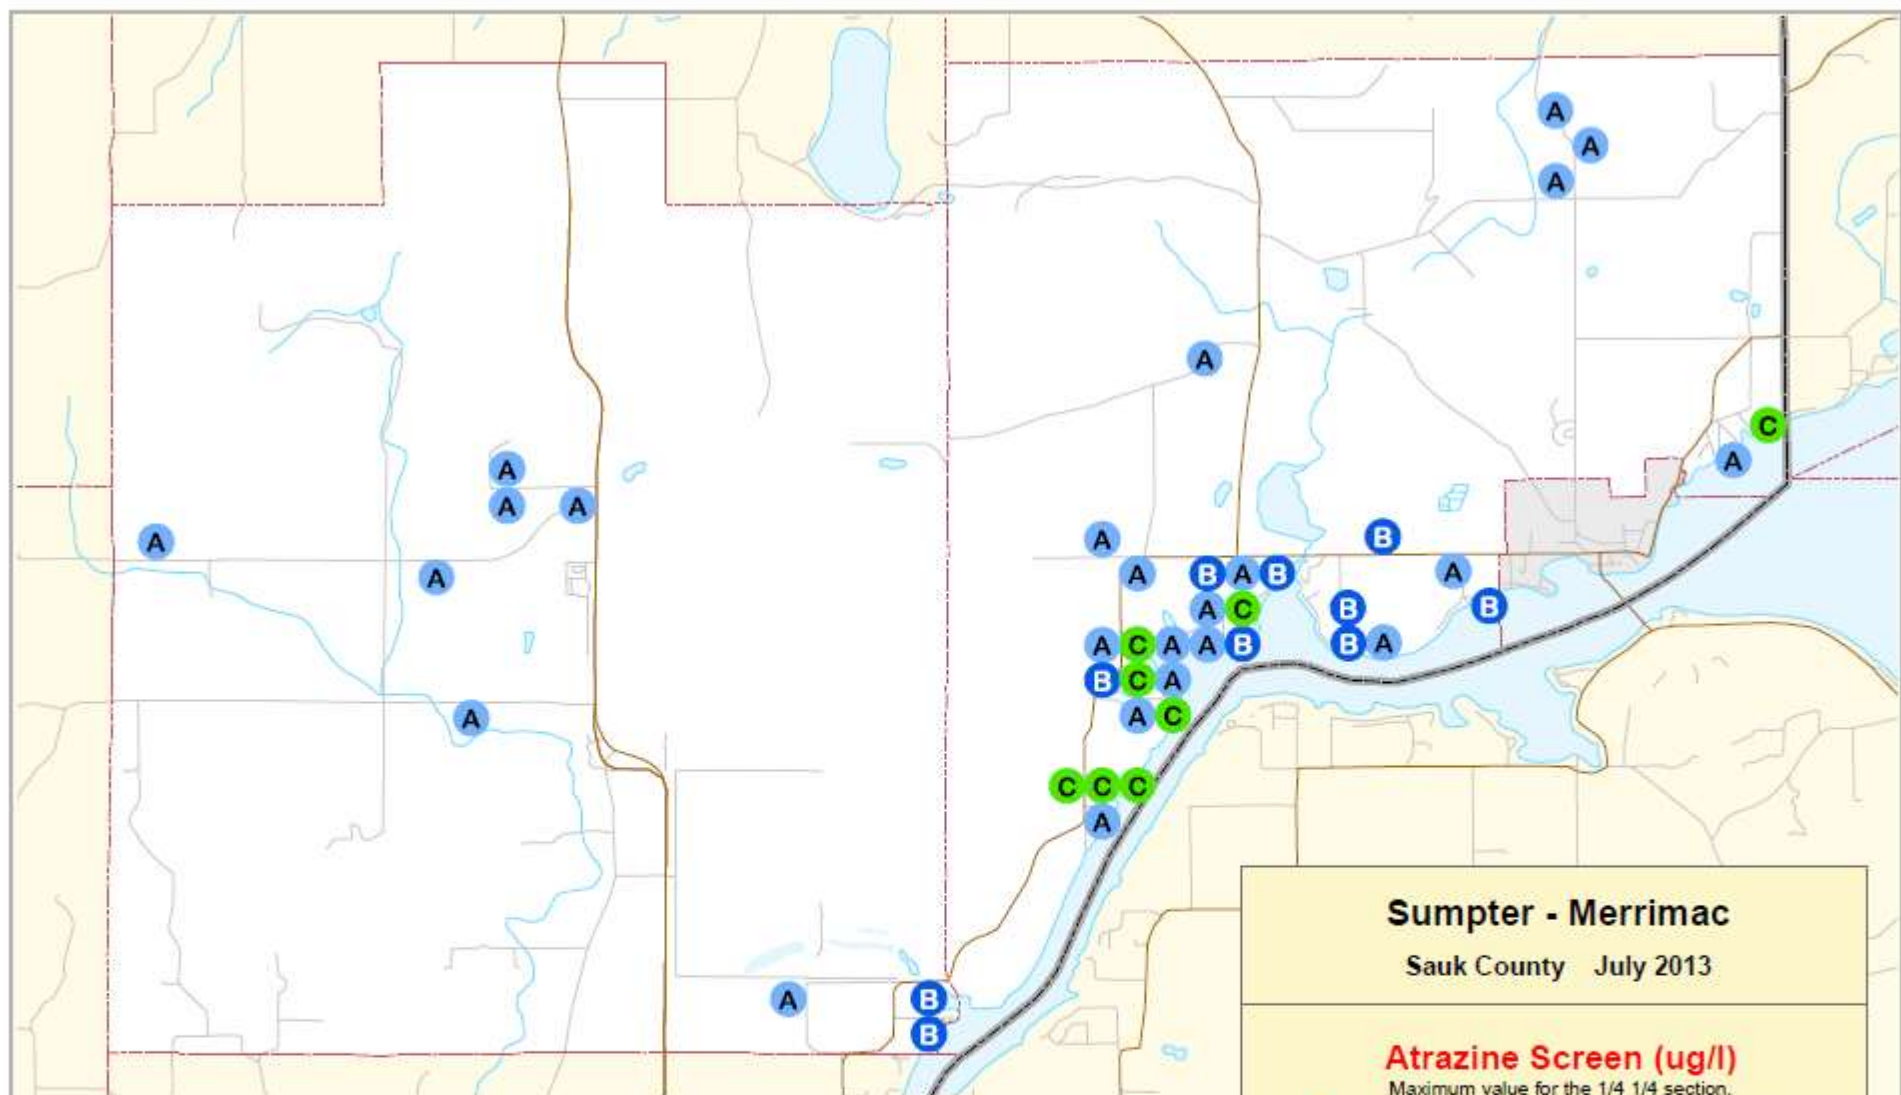 A
A
A
A
C
A
A
A A
A
B
A
A B A B A
A
A C B B
A C A A B B A
B C A
A C
A
C C C
A
Sumpter - Merrimac
Sauk County July 2013
A B
B
Atrazine Screen (ug/l)
Maximum value for the 1/4 1/4 section.